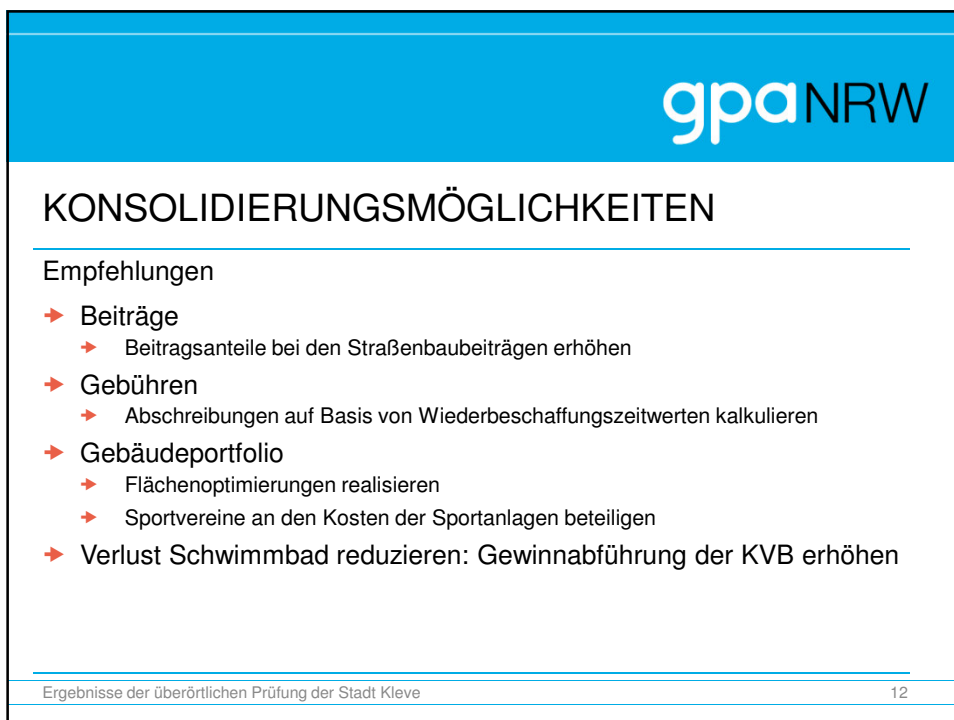 gpaNRW
KONSOLIDIERUNGSMÖGLICHKEITEN
Empfehlungen
Beiträge
Beitragsanteile bei den Straßenbaubeiträgen erhöhen
Gebühren
Abschreibungen auf Basis von Wiederbeschaffungszeitwerten kalkulieren
Gebäudeportfolio
Flächenoptimierungen realisieren
Sportvereine an den Kosten der Sportanlagen beteiligen
Verlust Schwimmbad reduzieren: Gewinnabführung der KVB erhöhen
Ergebnisse der überörtlichen Prüfung der Stadt Kleve 12